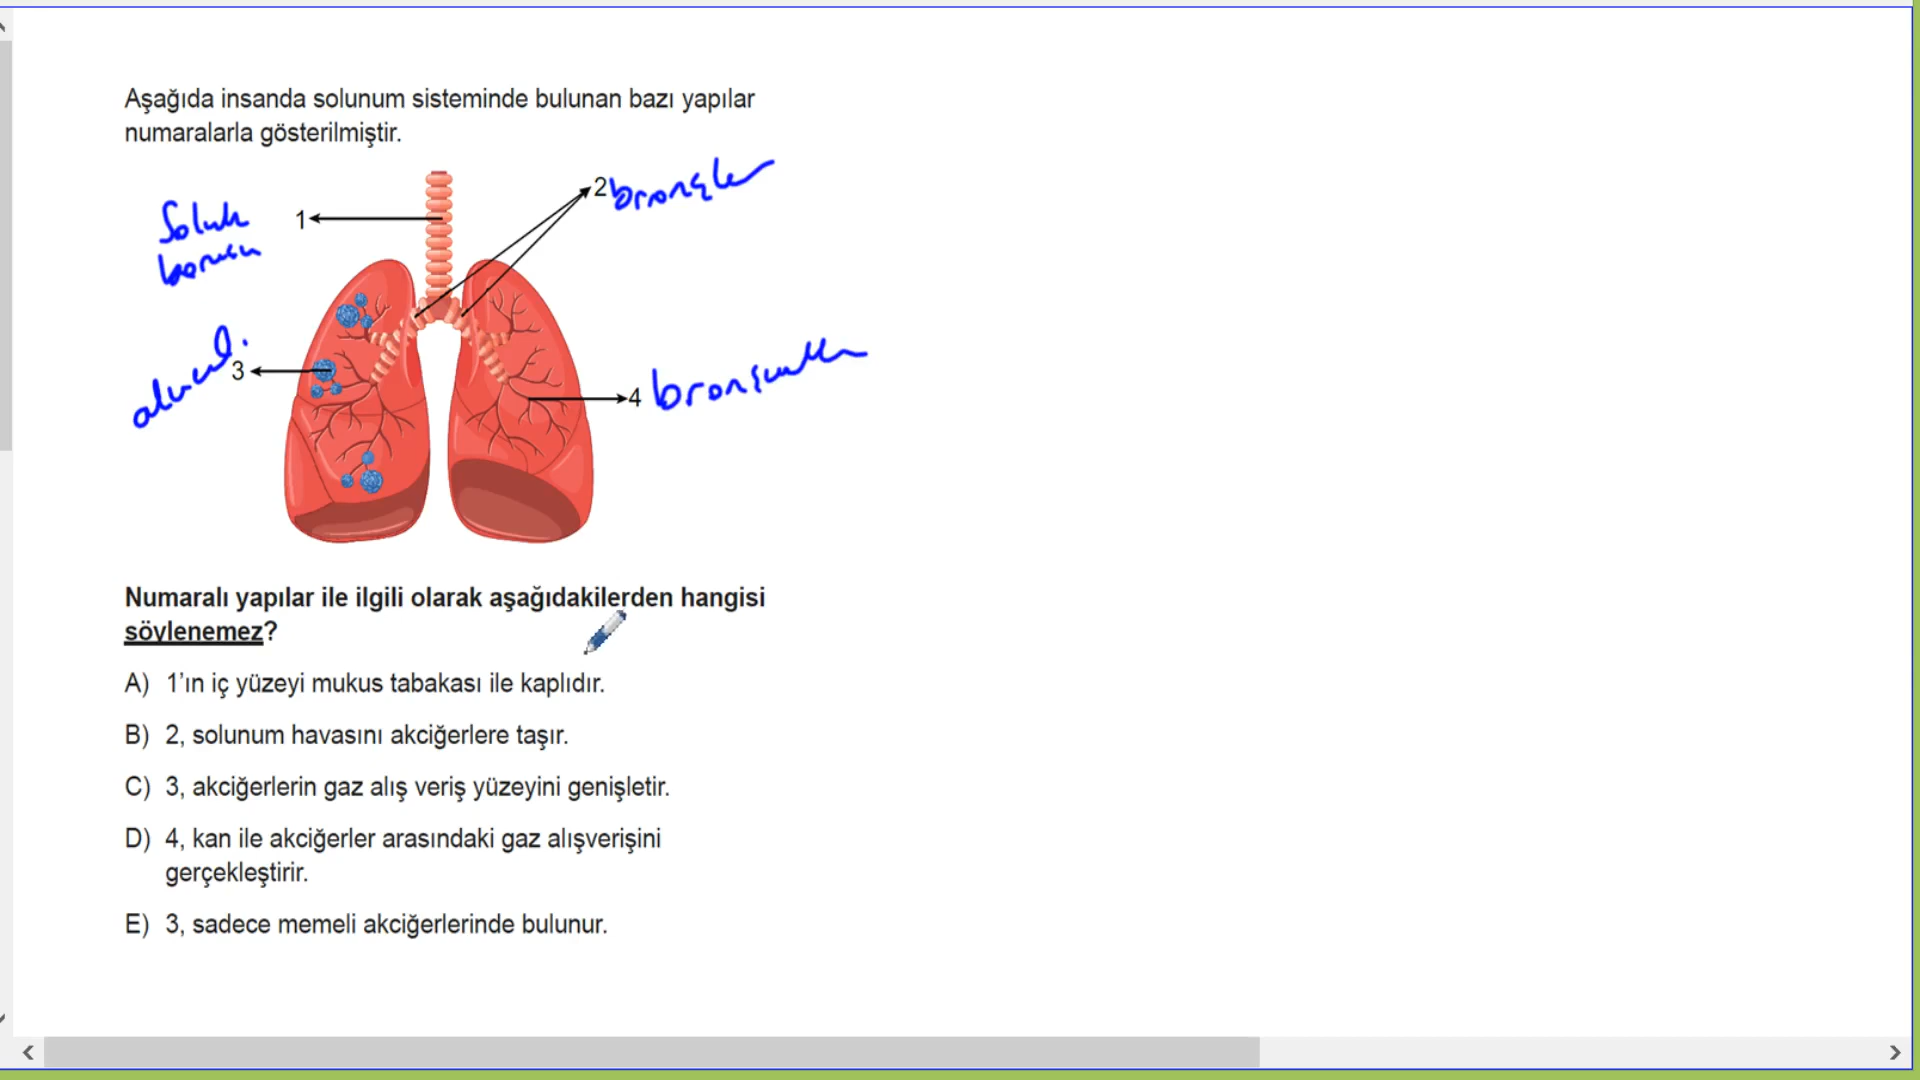 Aşağıda insanda solunum sisteminde bulunan bazı yapılar
numaralarla gösterilmiştir.
2 bronşler
Soluk
borusu
1
3
4 bronşcuklar
Numaralı yapılar ile ilgili olarak aşağıdakilerden hangisi
söylenemez?
A) 1’ın iç yüzeyi mukus tabakası ile kaplıdır.
B) 2, solunum havasını akciğerlere taşır.
C) 3, akciğerlerin gaz alış veriş yüzeyini genişletir.
D) 4, kan ile akciğerler arasındaki gaz alışverişini
gerçekleştirir.
E) 3, sadece memeli akciğerlerinde bulunur.